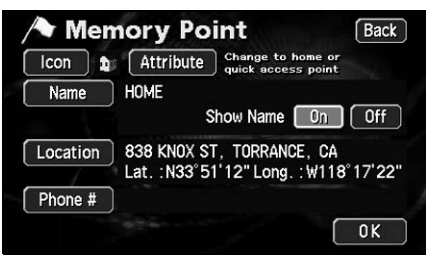 Memory Point Back
Icon Attribute Change to home or
quick access point
Name HOME
Show Name On Off
Location 838 KNOX ST, TORRANCE, CA
Lat. :N33°51'12" Long. :W118°17'22"
Phone #
OK